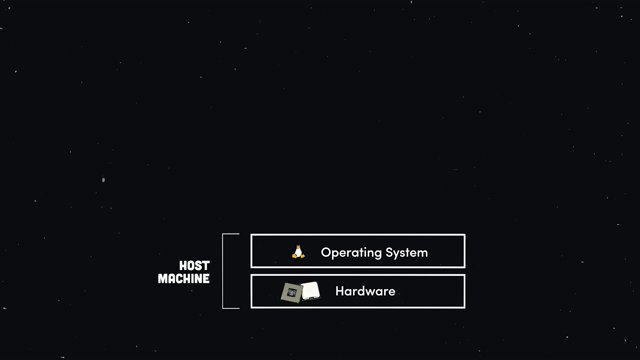 Operating System
HOST
MACHINE
Hardware